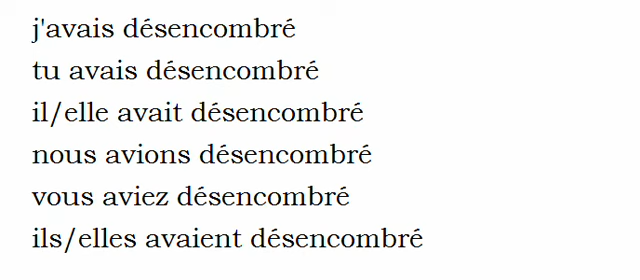 j'avais désencombré
tu avais désencombré
il/elle avait désencombré
nous avions désencombré
vous aviez désencombré
ils/elles avaient désencombré